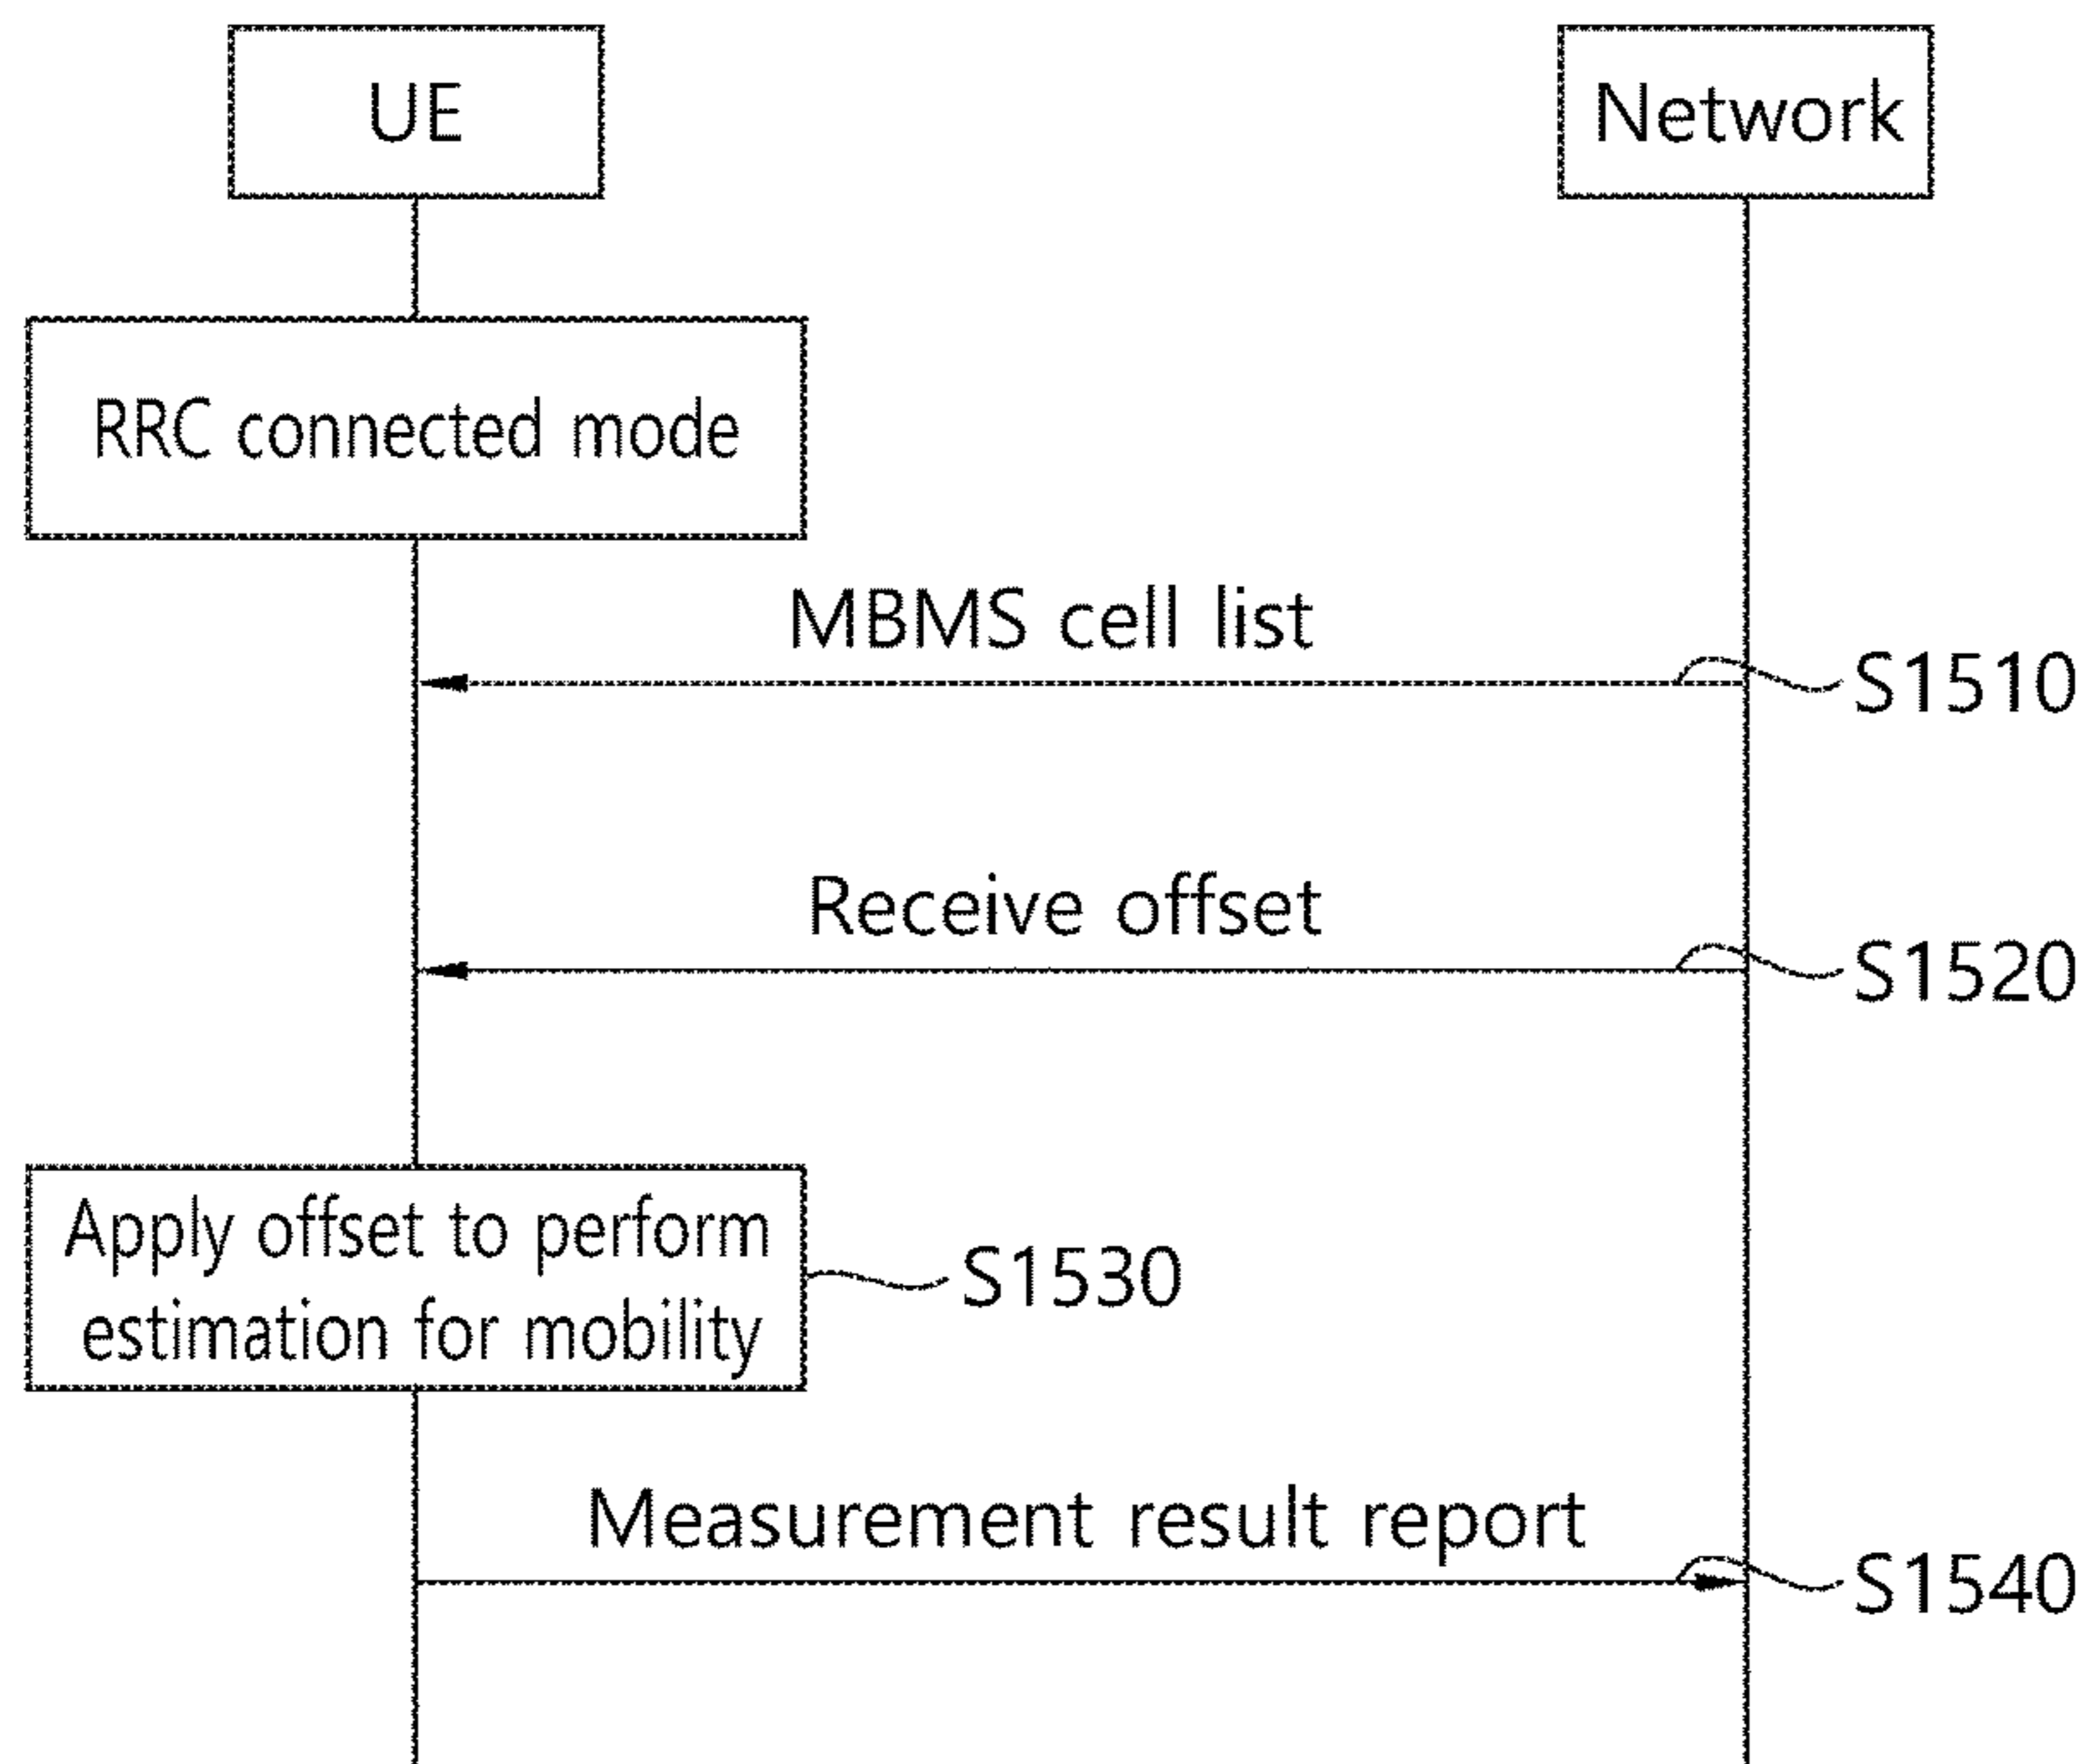 UE
Network
RRC connected mode
MBMS cell list
S1510
Receive offset
S1520
Apply offset to perform
estimation for mobility
S1530
Measurement result report
S1540